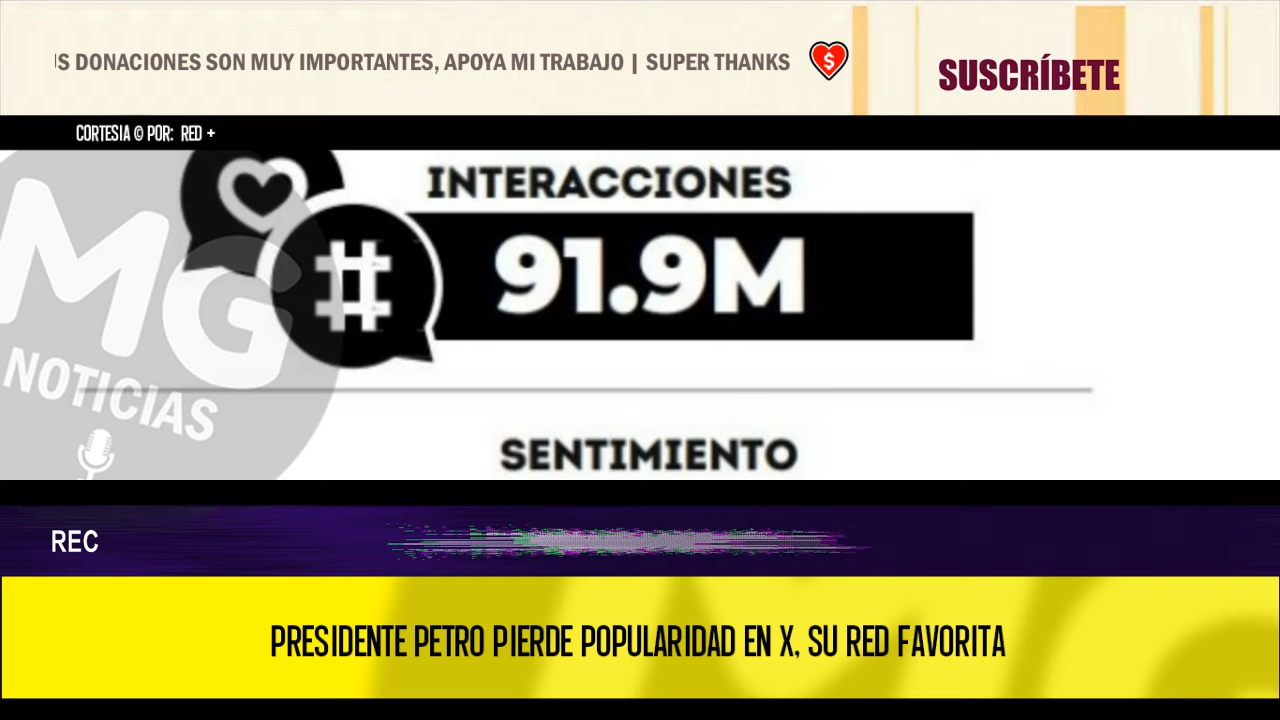 S DONACIONES SON MUY IMPORTANTES, APOYA MI TRABAJO | SUPER THANKS
SUSCRÍBETE
CORTESIA © POR: RED +
INTERACCIONES
#
91.9M
MG
NOTICIAS
SENTIMIENTO
REC
PRESIDENTE PETRO PIERDE POPULARIDAD EN X, SU RED FAVORITA